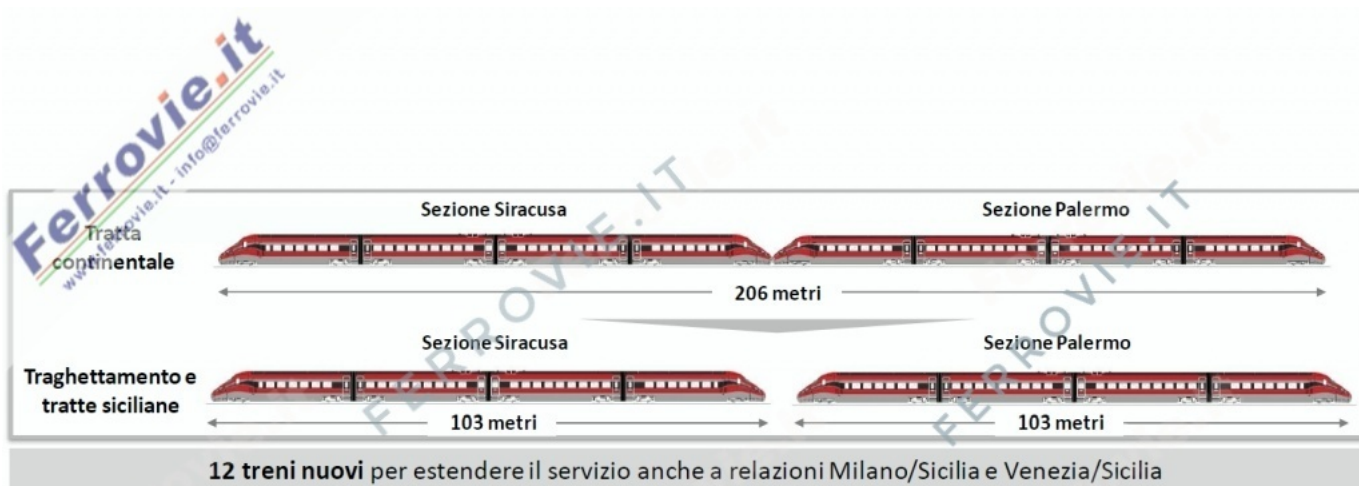 Ferrovie.it
www.ferrovie.it - info@ferrovie.it
Sezione Siracusa
Sezione Palermo
Tratta
continentale
206 metri
Sezione Siracusa
Sezione Palermo
Traghettamento e
tratte siciliane
103 metri
103 metri
FERROVIE.IT
FERROVIE.IT
12 treni nuovi per estendere il servizio anche a relazioni Milano/Sicilia e Venezia/Sicilia